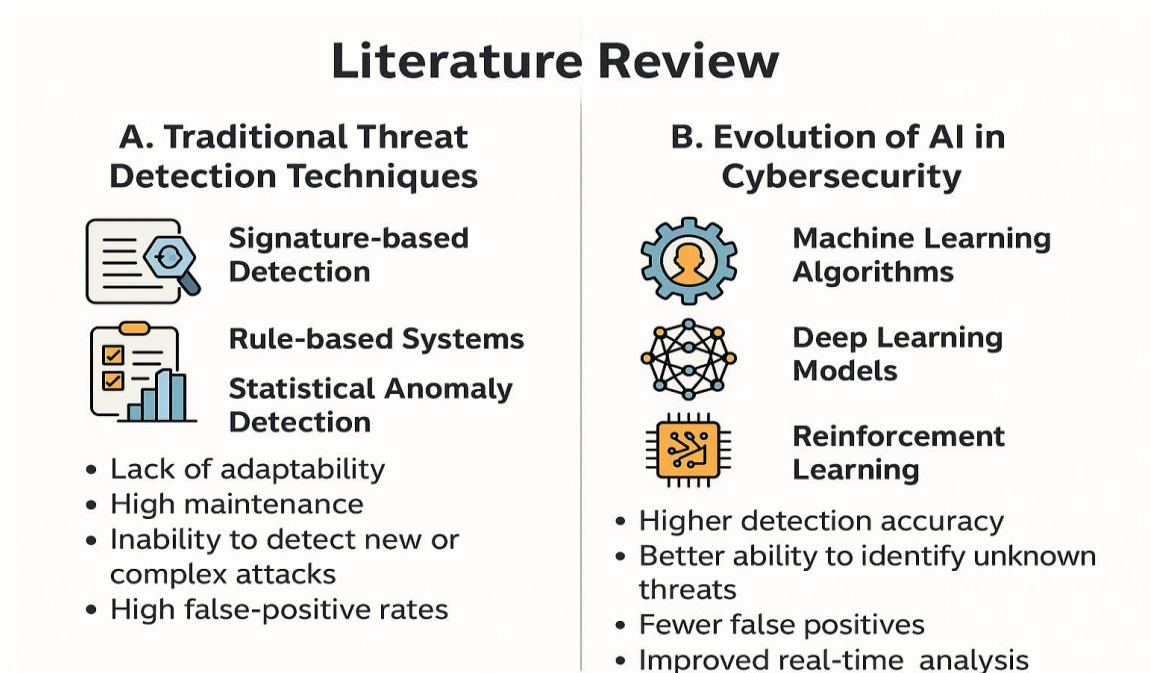 Literature Review
A. Traditional Threat
Detection Techniques
Signature-based
Detection
Rule-based Systems
Statistical Anomaly
Detection
• Lack of adaptability
• High maintenance
• Inability to detect new or
complex attacks
• High false-positive rates
B. Evolution of AI in
Cybersecurity
Machine Learning
Algorithms
Deep Learning
Models
Reinforcement
Learning
• Higher detection accuracy
• Better ability to identify unknown
threats
• Fewer false positives
• Improved real-time analysis